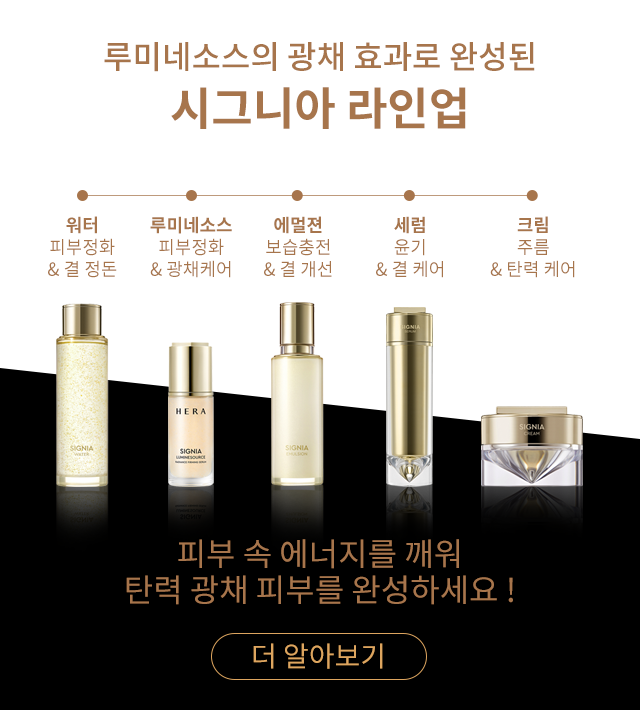 루미네소스의 광채 효과로 완성된
시그니아 라인업
워터
피부정화
& 결 정돈
루미네소스
피부정화
& 광채케어
에멀젼
보습충전
& 결 개선
세럼
윤기
& 결 케어
크림
주름
& 탄력 케어
SIGNIA
WATER
HERA
SIGNIA
LUMINESOURCE
SIGNIA
EMULSION
SIGNIA
SERUM
SIGNIA
CREAM
피부 속 에너지를 깨워
탄력 광채 피부를 완성하세요 !
더 알아보기